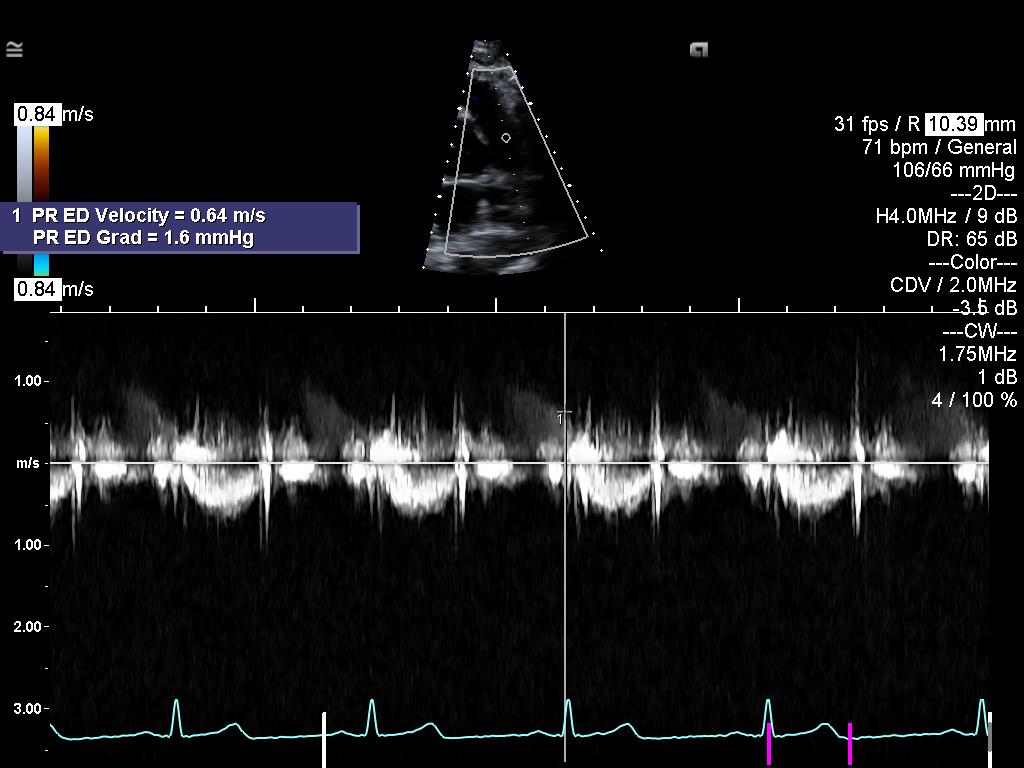 0.84 m/s
1 PR ED Velocity = 0.64 m/s
PR ED Grad = 1.6 mmHg
0.84 m/s
31 fps / R 10.39 mm
71 bpm / General
106/66 mmHg
---2D---
H4.0MHz / 9 dB
DR: 65 dB
---Color---
CDV / 2.0MHz
-3.5 dB
---CW---
1.75MHz
1 dB
4 / 100 %
1.00
1
m/s
1.00
2.00
3.00